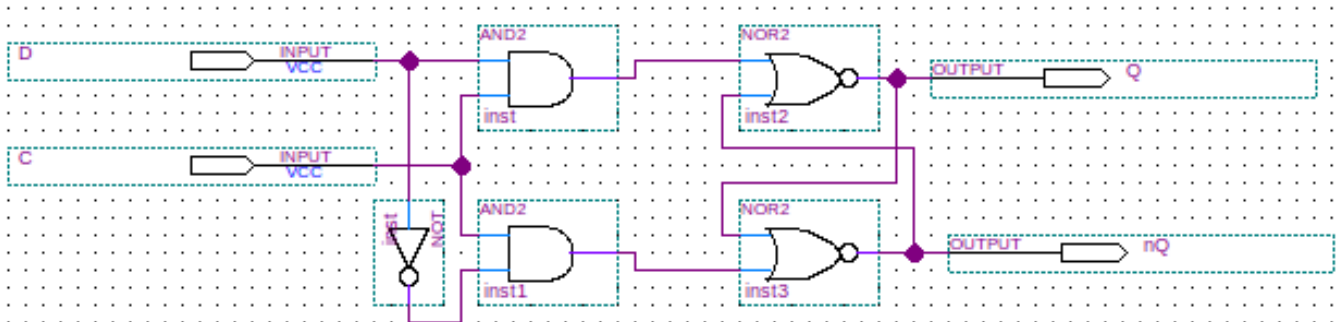 D
INPUT
VCC
AND2
inst
NOR2
inst2
OUTPUT
Q
C
INPUT
VCC
inst
NOT
AND2
inst1
NOR2
inst3
OUTPUT
nQ